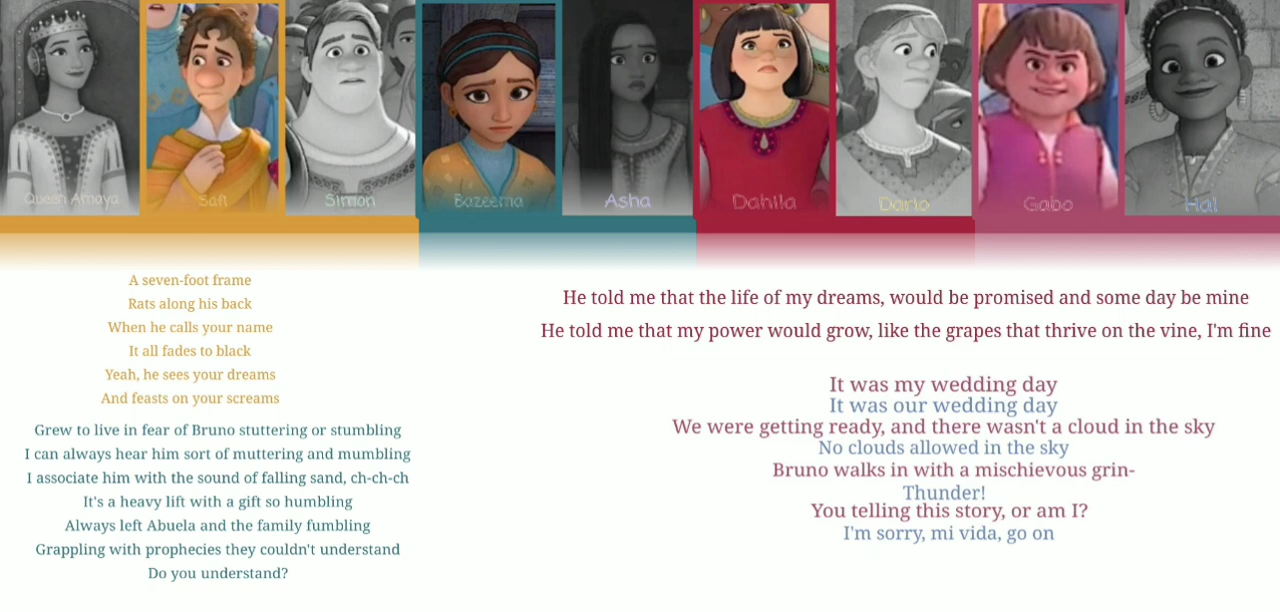 Queen Amaya
Safi
Simon
Bazeema
Asha
Dahlia
Dario
Gabo
Hal
A seven-foot frame
Rats along his back
When he calls your name
It all fades to black
Yeah, he sees your dreams
And feasts on your screams
Grew to live in fear of Bruno stuttering or stumbling
I can always hear him sort of muttering and mumbling
I associate him with the sound of falling sand, ch-ch-ch
It's a heavy lift with a gift so humbling
Always left Abuela and the family fumbling
Grappling with prophecies they couldn't understand
Do you understand?
He told me that the life of my dreams, would be promised and some day be mine
He told me that my power would grow, like the grapes that thrive on the vine, I'm fine
It was my wedding day
It was our wedding day
We were getting ready, and there wasn't a cloud in the sky
No clouds allowed in the sky
Bruno walks in with a mischievous grin-
Thunder!
You telling this story, or am I?
I'm sorry, mi vida, go on